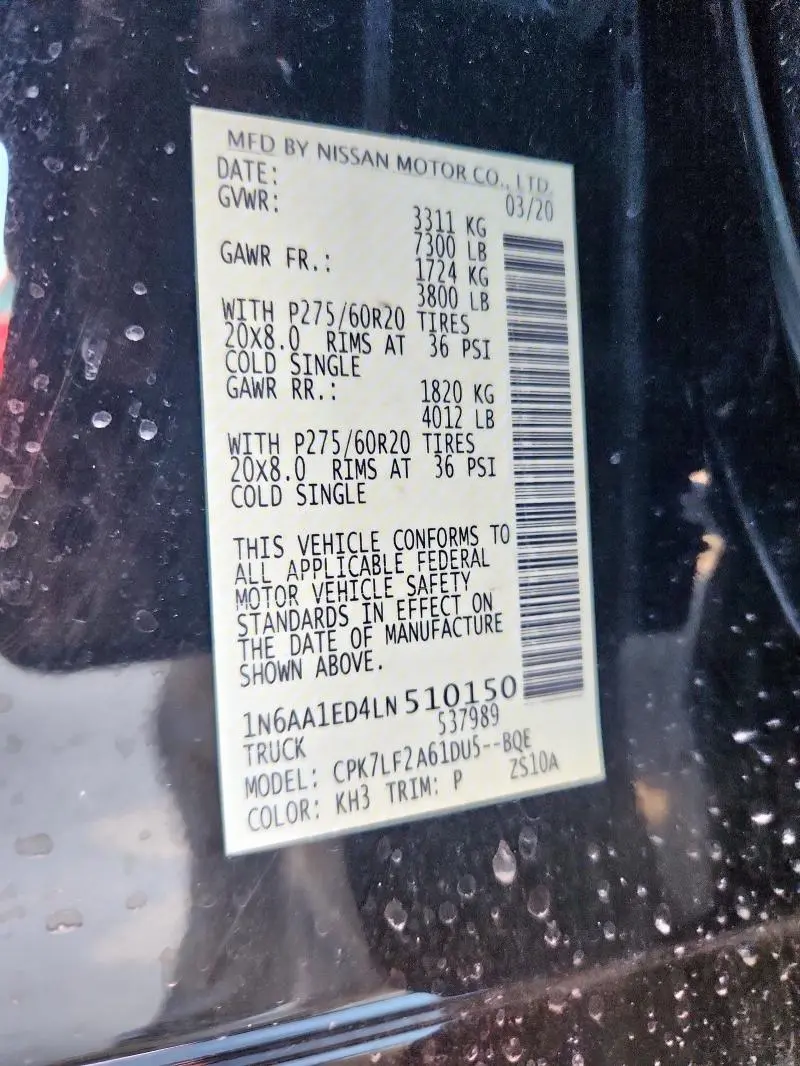 MFD BY NISSAN MOTOR CO., LTD.
DATE: 03/20
GVWR: 3311 KG
7300 LB
GAWR FR.: 1724 KG
3800 LB
WITH P275/60R20 TIRES
20X8.0 RIMS AT 36 PSI
COLD SINGLE
GAWR RR.: 1820 KG
4012 LB
WITH P275/60R20 TIRES
20X8.0 RIMS AT 36 PSI
COLD SINGLE
THIS VEHICLE CONFORMS TO
ALL APPLICABLE FEDERAL
MOTOR VEHICLE SAFETY
STANDARDS IN EFFECT ON
THE DATE OF MANUFACTURE
SHOWN ABOVE.
1N6AA1ED4LN510150
TRUCK 537989
MODEL: CPK7LF2A61DU5--BQE
COLOR: KH3 TRIM: P ZS10A